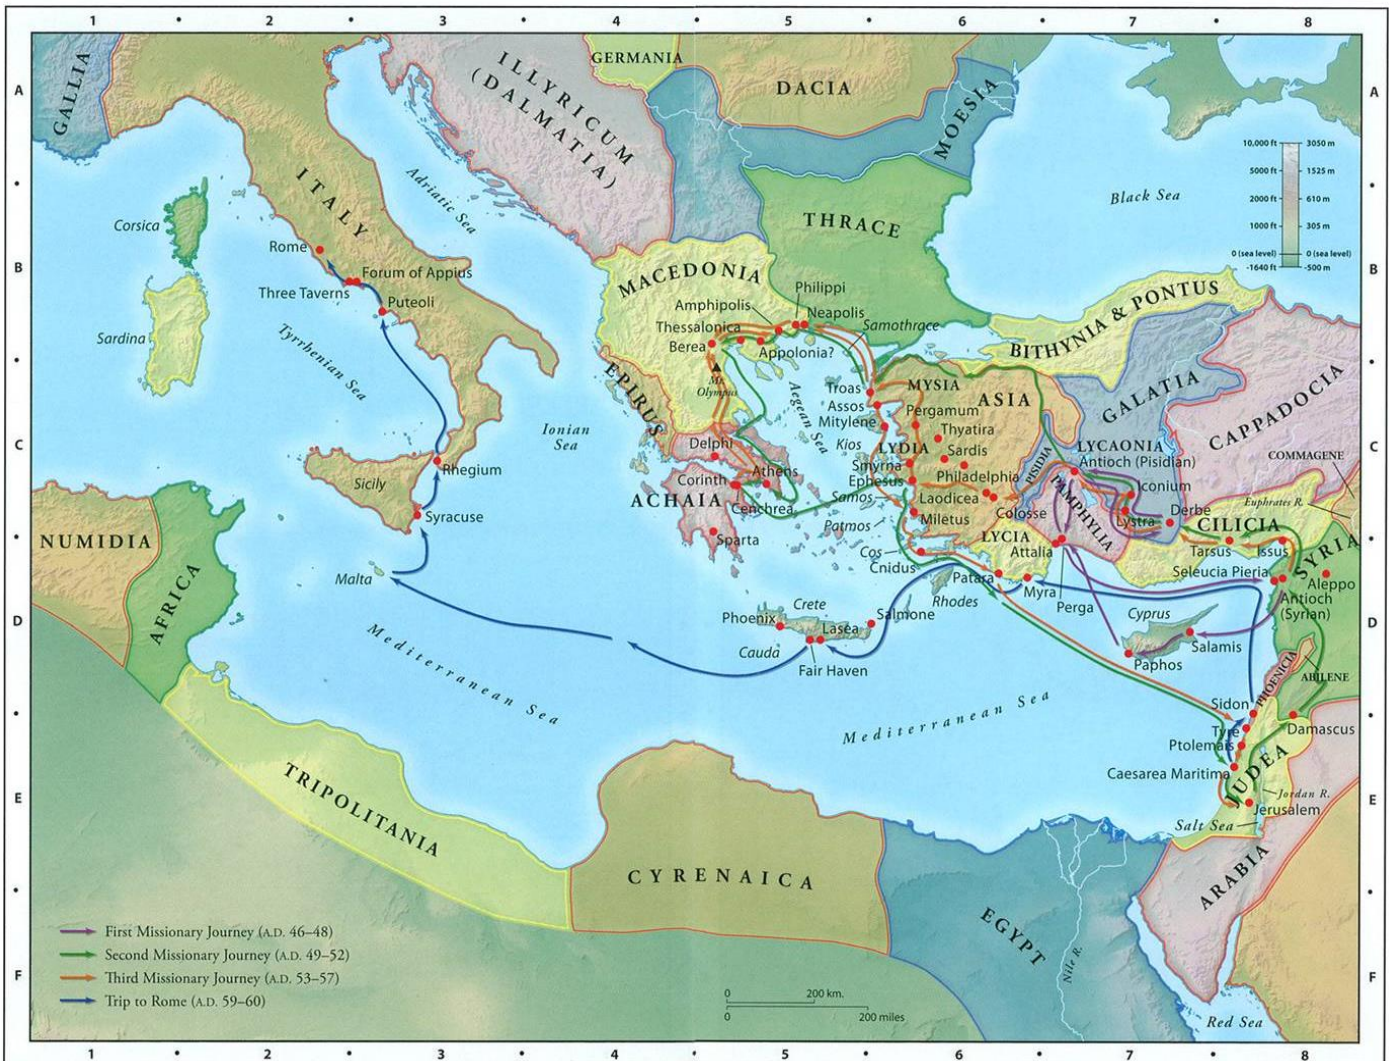 1 2 3 4 5 6 7 8
A
B
C
D
E
F
A
B
C
D
E
F
GALLIA
GERMANIA
ILLYRICUM
(DALMATIA)
DACIA
MOESIA
10,000 ft 3050 m
5000 ft 1525 m
2000 ft 610 m
1000 ft 305 m
0 (sea level) 0 (sea level)
-1640 ft -500 m
Black Sea
ITALY
Adriatic Sea
Corsica
THRACE
Rome
Forum of Appius
Three Taverns
Puteoli
MACEDONIA
Philippi
Amphipolis
Neapolis
Thessalonica
Samothrace
Berea
Appolonia?
BITHYNIA & PONTUS
Sardina
Tyrrhenian Sea
EPIRUS
Mt.
Olympus
Aegean Sea
Troas
MYSIA
ASIA
GALATIA
CAPPADOCIA
Assos
Pergamum
Mitylene
Thyatira
Ionian
Sea
Delphi
Kios
LYDIA
Sardis
LYCAONIA
COMMAGENE
Rhegium
Sicily
Athens
Smyrna
Philadelphia
PISIDIA
Antioch (Pisidian)
Corinth
Ephesus
Iconium
Euphrates R.
ACHAIA
Cenchrea
Samos
Laodicea
PAMPHYLIA
Derbe
Syracuse
Colosse
Lystra
CILICIA
Patmos
Miletus
NUMIDIA
Sparta
LYCIA
Attalia
Tarsus
Issus
SYRIA
Cos
Cnidus
Malta
Patara
Seleucia Pieria
Aleppo
AFRICA
Myra
Perga
Antioch
(Syrian)
Rhodes
Cyprus
Phoenix
Crete
Salmone
Lasea
Salamis
Cauda
Fair Haven
Paphos
PHOENICIA
ABILENE
Mediterranean Sea
Mediterranean Sea
Sidon
Tyre
Damascus
Ptolemais
Caesarea Maritima
JUDEA
Jordan R.
Jerusalem
Salt Sea
TRIPOLITANIA
CYRENAICA
ARABIA
EGYPT
Nile R.
Red Sea
First Missionary Journey (A.D. 46–48)
Second Missionary Journey (A.D. 49–52)
Third Missionary Journey (A.D. 53–57)
Trip to Rome (A.D. 59–60)
0 200 km.
0 200 miles
1 2 3 4 5 6 7 8